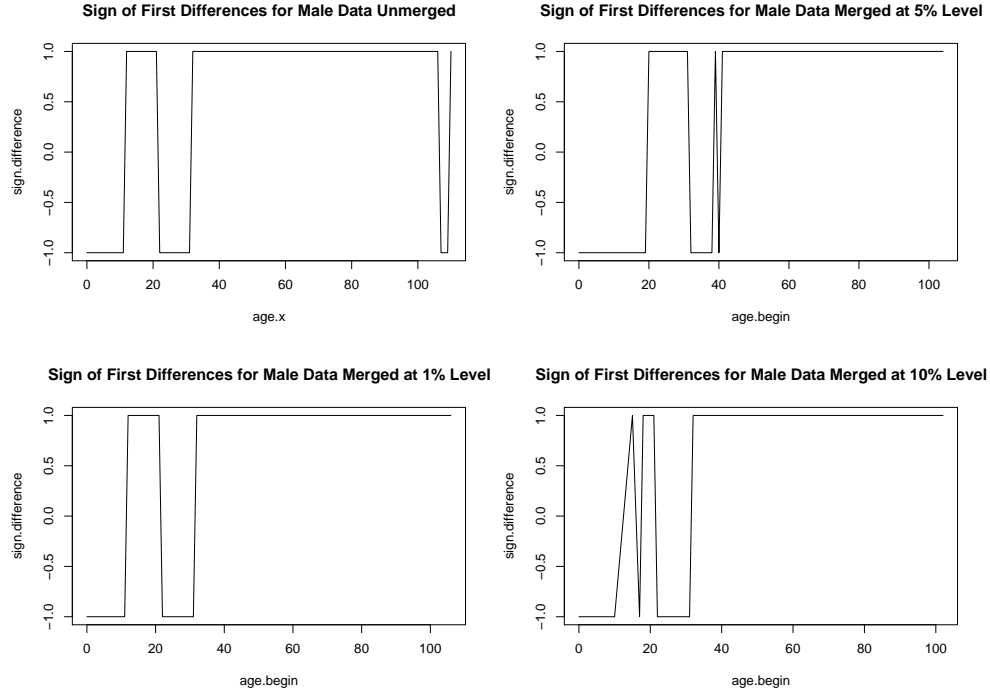 Sign of First Differences for Male Data Unmerged
sign.difference
1.0
0.5
0.0
−0.5
−1.0
0 20 40 60 80 100
age.x
Sign of First Differences for Male Data Merged at 5% Level
sign.difference
1.0
0.5
0.0
−0.5
−1.0
0 20 40 60 80 100
age.begin
Sign of First Differences for Male Data Merged at 1% Level
sign.difference
1.0
0.5
0.0
−0.5
−1.0
0 20 40 60 80 100
age.begin
Sign of First Differences for Male Data Merged at 10% Level
sign.difference
1.0
0.5
0.0
−0.5
−1.0
0 20 40 60 80 100
age.begin